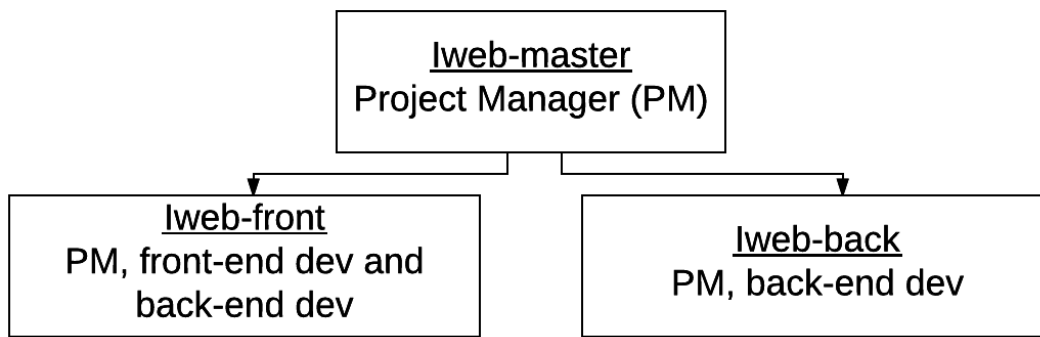 Iweb-master
Project Manager (PM)
Iweb-front
PM, front-end dev and
back-end dev
Iweb-back
PM, back-end dev